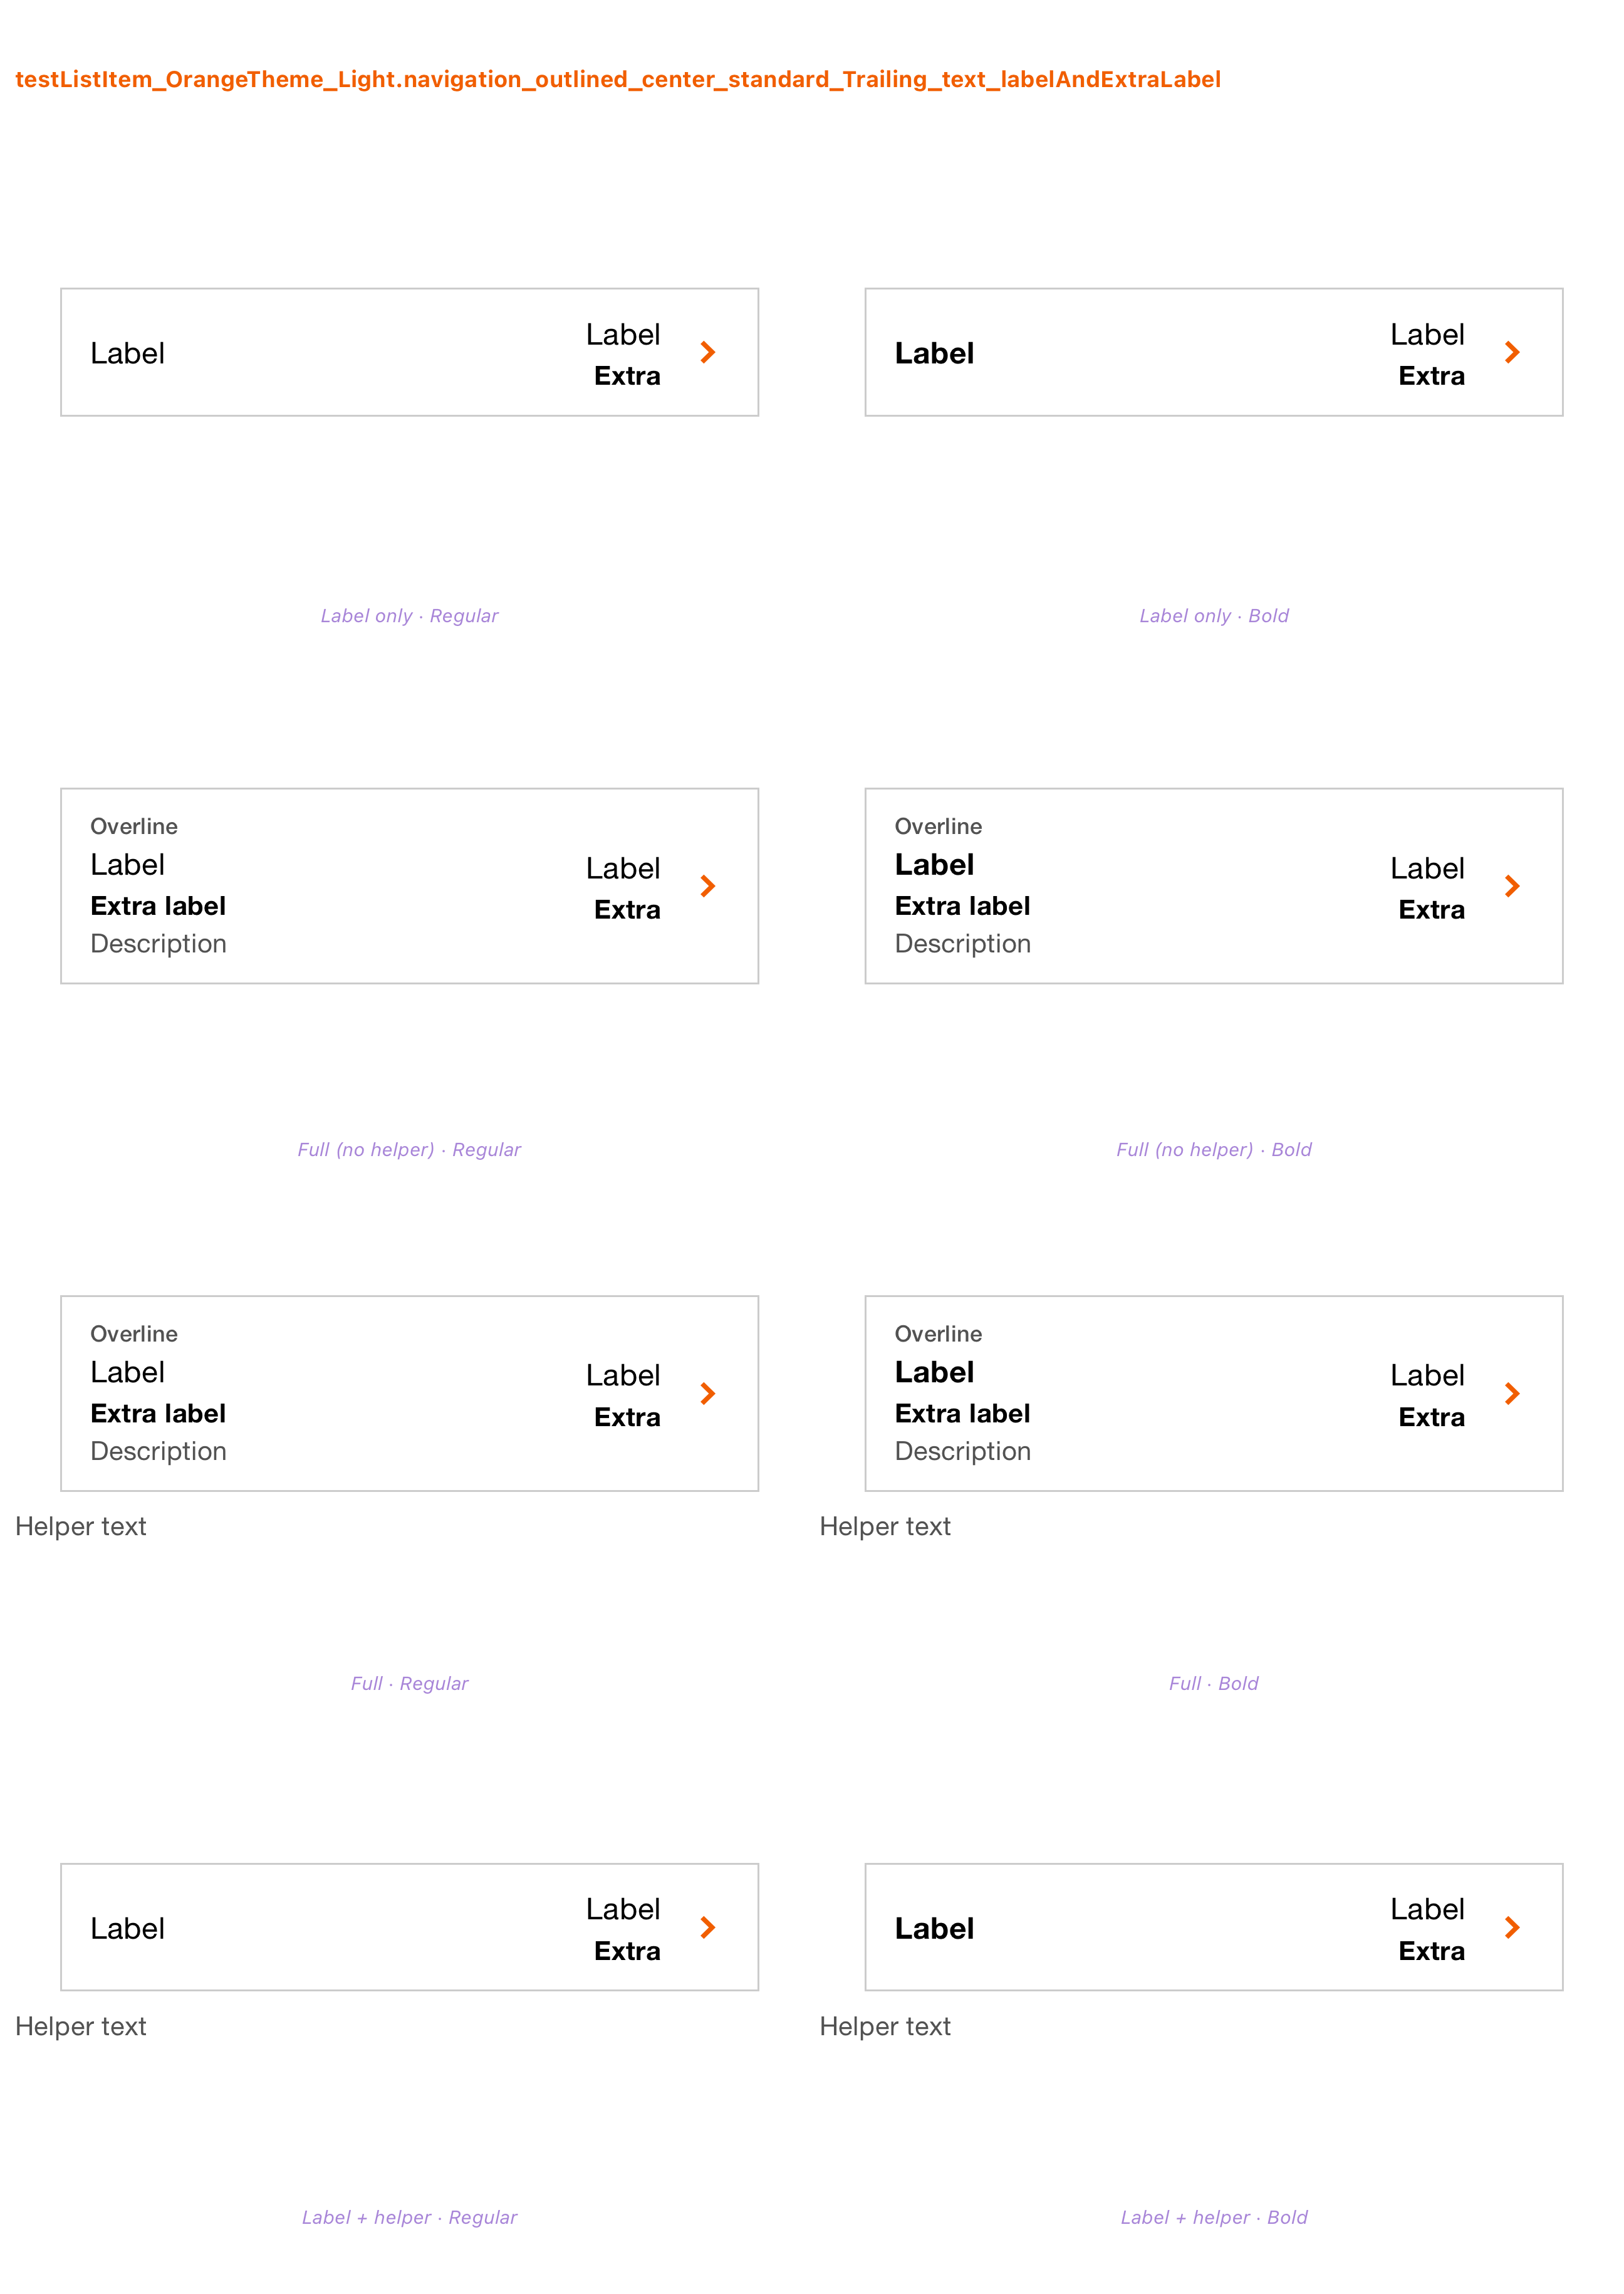 testListItem_OrangeTheme_Light.navigation_outlined_center_standard_Trailing_text_labelAndExtraLabel
Label
Label
Extra
Label
Label
Extra
Label only · Regular
Label only · Bold
Overline
Label
Extra label
Description
Label
Extra
Overline
Label
Extra label
Description
Label
Extra
Full (no helper) · Regular
Full (no helper) · Bold
Overline
Label
Extra label
Description
Label
Extra
Helper text
Overline
Label
Extra label
Description
Label
Extra
Helper text
Full · Regular
Full · Bold
Label
Label
Extra
Helper text
Label
Label
Extra
Helper text
Label + helper · Regular
Label + helper · Bold